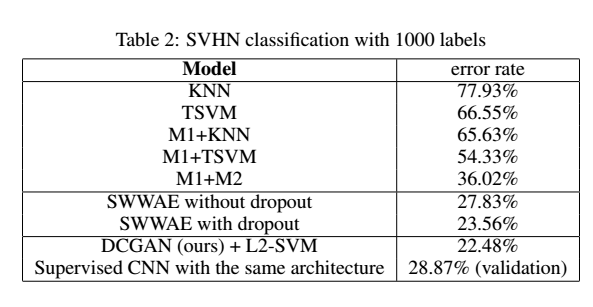 Table 2: SVHN classification with 1000 labels
Model error rate
KNN 77.93%
TSVM 66.55%
M1+KNN 65.63%
M1+TSVM 54.33%
M1+M2 36.02%
SWWAE without dropout 27.83%
SWWAE with dropout 23.56%
DCGAN (ours) + L2-SVM 22.48%
Supervised CNN with the same architecture 28.87% (validation)